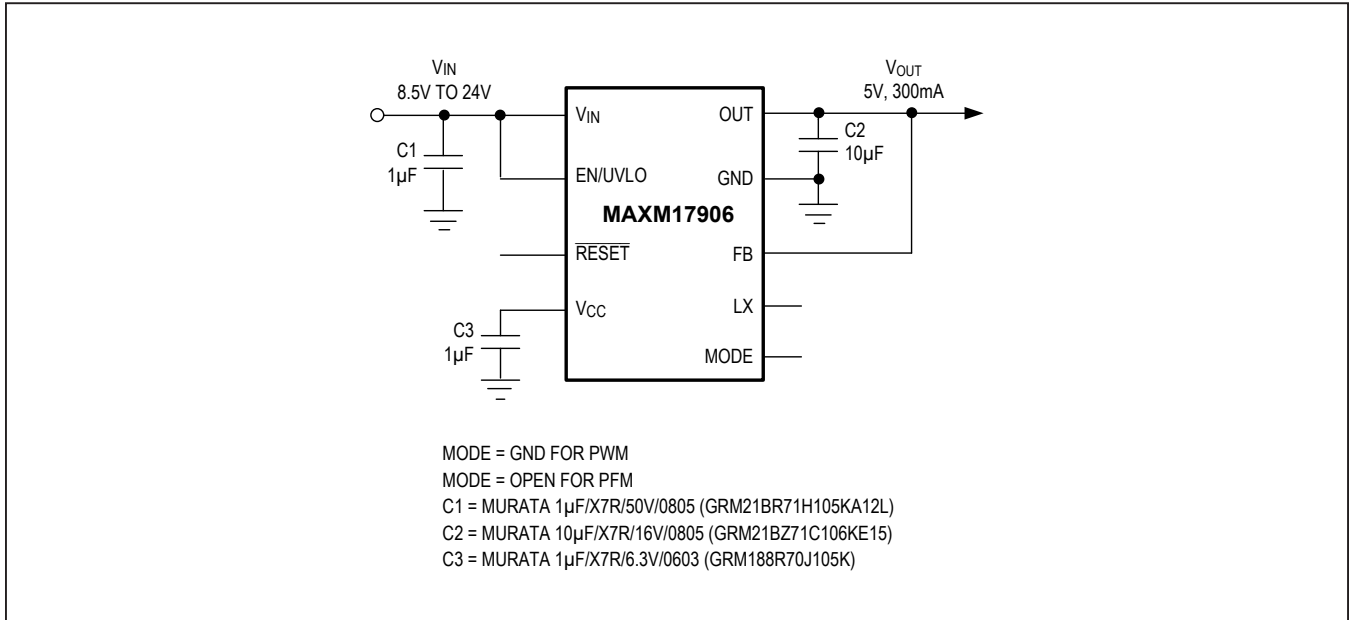 VIN
8.5V TO 24V
VOUT
5V, 300mA
VIN
OUT
C1
1µF
C2
10µF
EN/UVLO
GND
MAXM17906
RESET
FB
VCC
LX
C3
1µF
MODE
MODE = GND FOR PWM
MODE = OPEN FOR PFM
C1 = MURATA 1µF/X7R/50V/0805 (GRM21BR71H105KA12L)
C2 = MURATA 10µF/X7R/16V/0805 (GRM21BZ71C106KE15)
C3 = MURATA 1µF/X7R/6.3V/0603 (GRM188R70J105K)